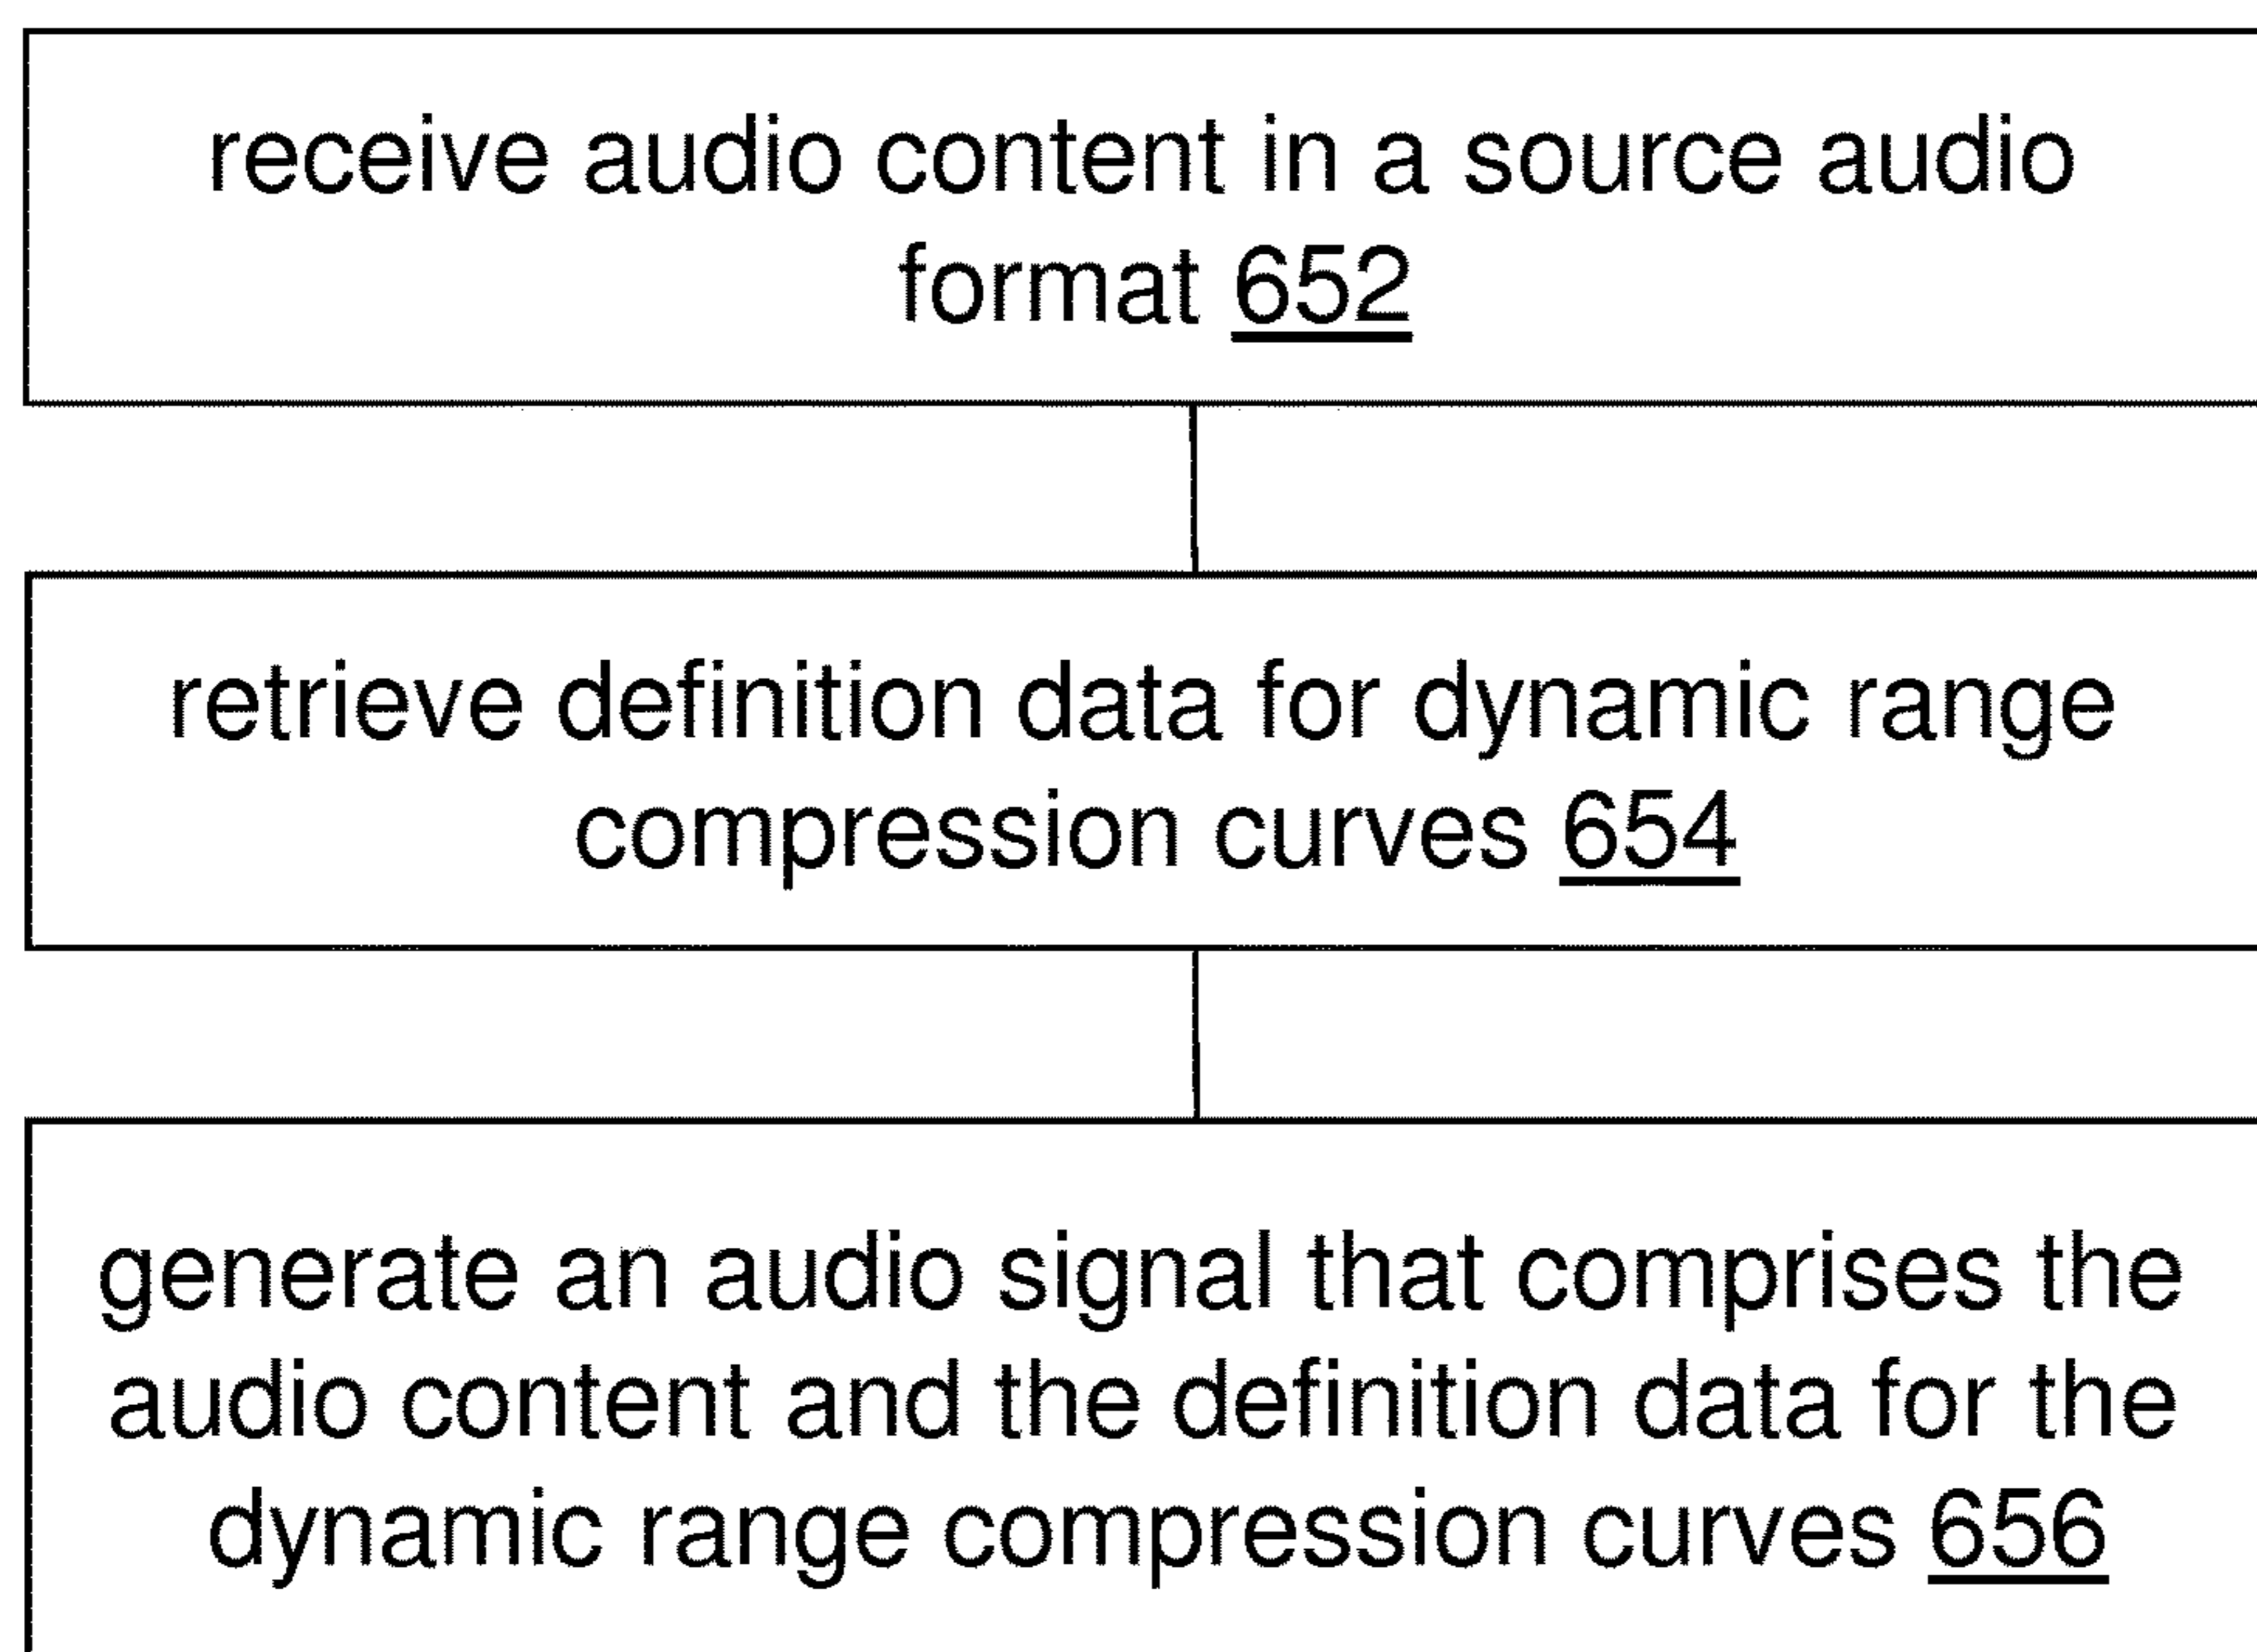 receive audio content in a source audio
format 652
retrieve definition data for dynamic range
compression curves 654
generate an audio signal that comprises the
audio content and the definition data for the
dynamic range compression curves 656